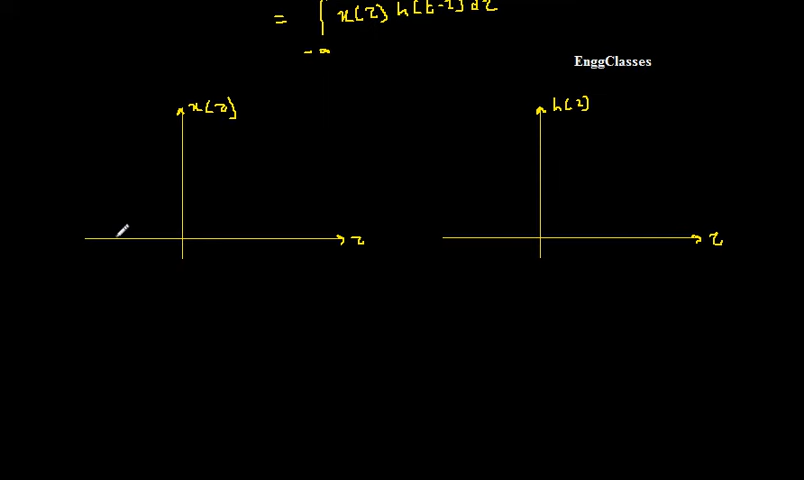 = ∫ x(τ) h(t-τ) dτ
-∞
EnggClasses
x(τ) h(τ)
τ τ